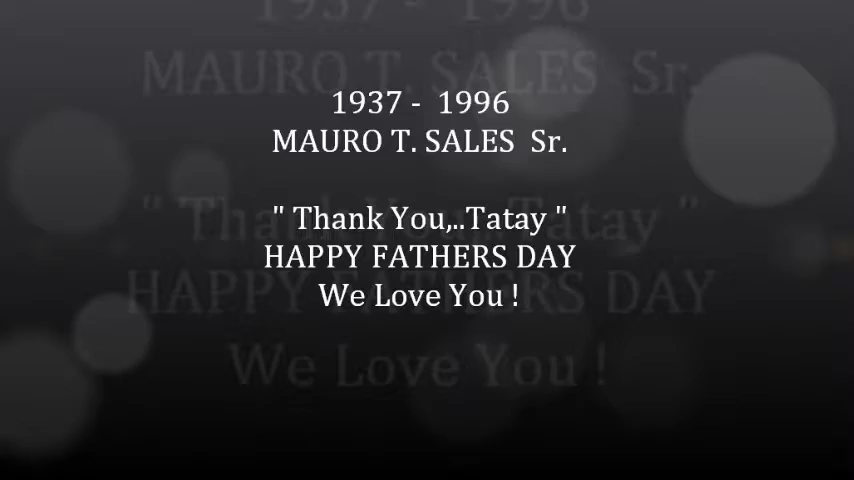 1937 -  1996
MAURO T. SALES  Sr.
" Thank You,..Tatay "
HAPPY FATHERS DAY
We Love You !